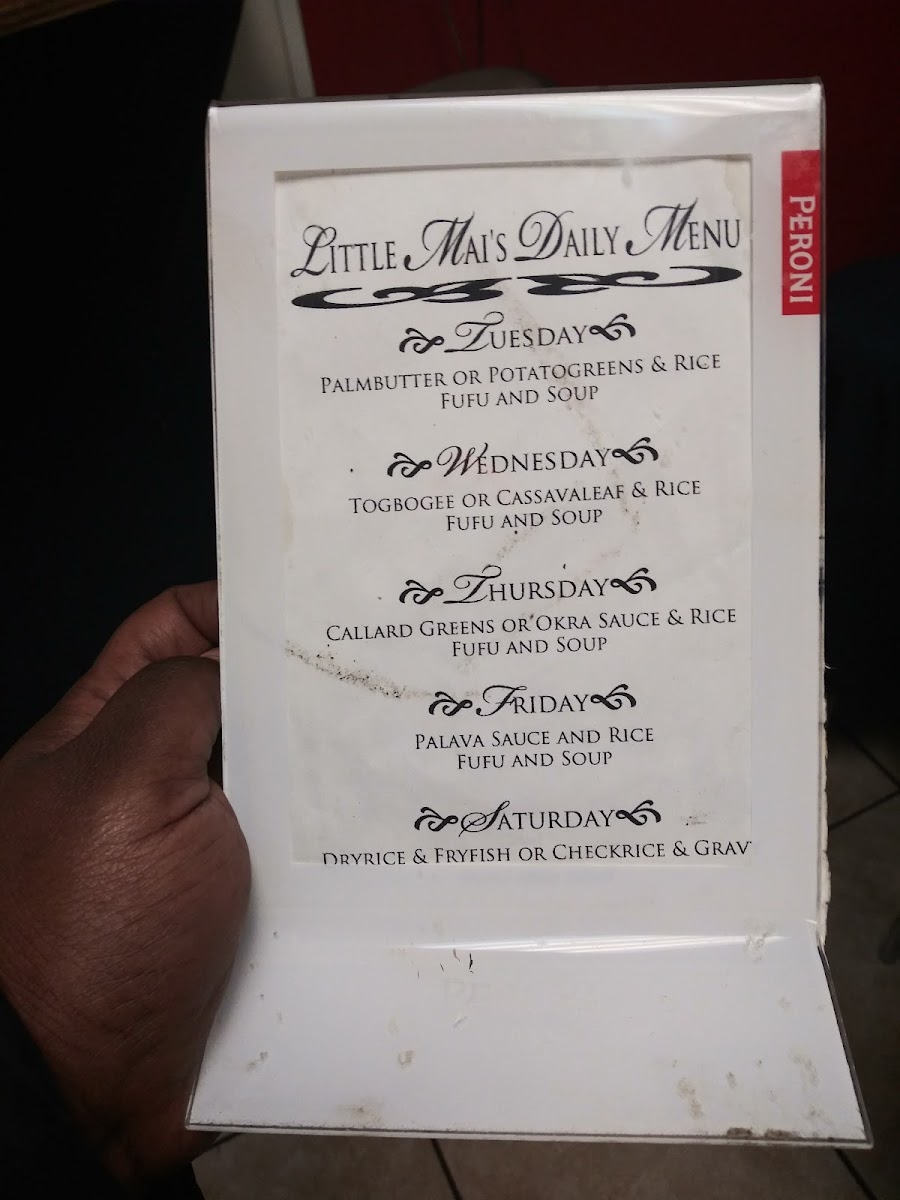 Little Mai's Daily Menu
PERONI
Tuesday
Palmbutter or Potatogreens & Rice
Fufu and Soup
Wednesday
Togbogee or Cassavaleaf & Rice
Fufu and Soup
Thursday
Callard Greens or Okra Sauce & Rice
Fufu and Soup
Friday
Palava Sauce and Rice
Fufu and Soup
Saturday
Dryrice & Fryfish or Checkrice & Grav